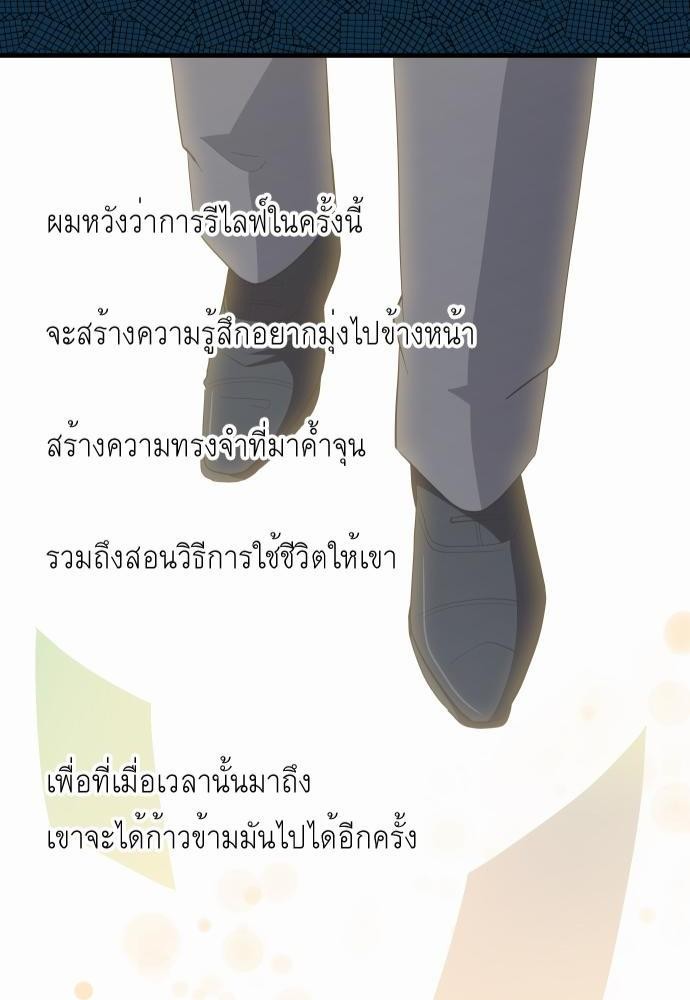 ผมหวังว่าการรีไลฟ์ในครั้งนี้
จะสร้างความรู้สึกอยากมุ่งไปข้างหน้า
สร้างความทรงจำที่มาค้ำจุน
รวมถึงสอนวิธีการใช้ชีวิตให้เขา
เพื่อที่เมื่อเวลานั้นมาถึง
เขาจะได้ก้าวข้ามมันไปได้อีกครั้ง